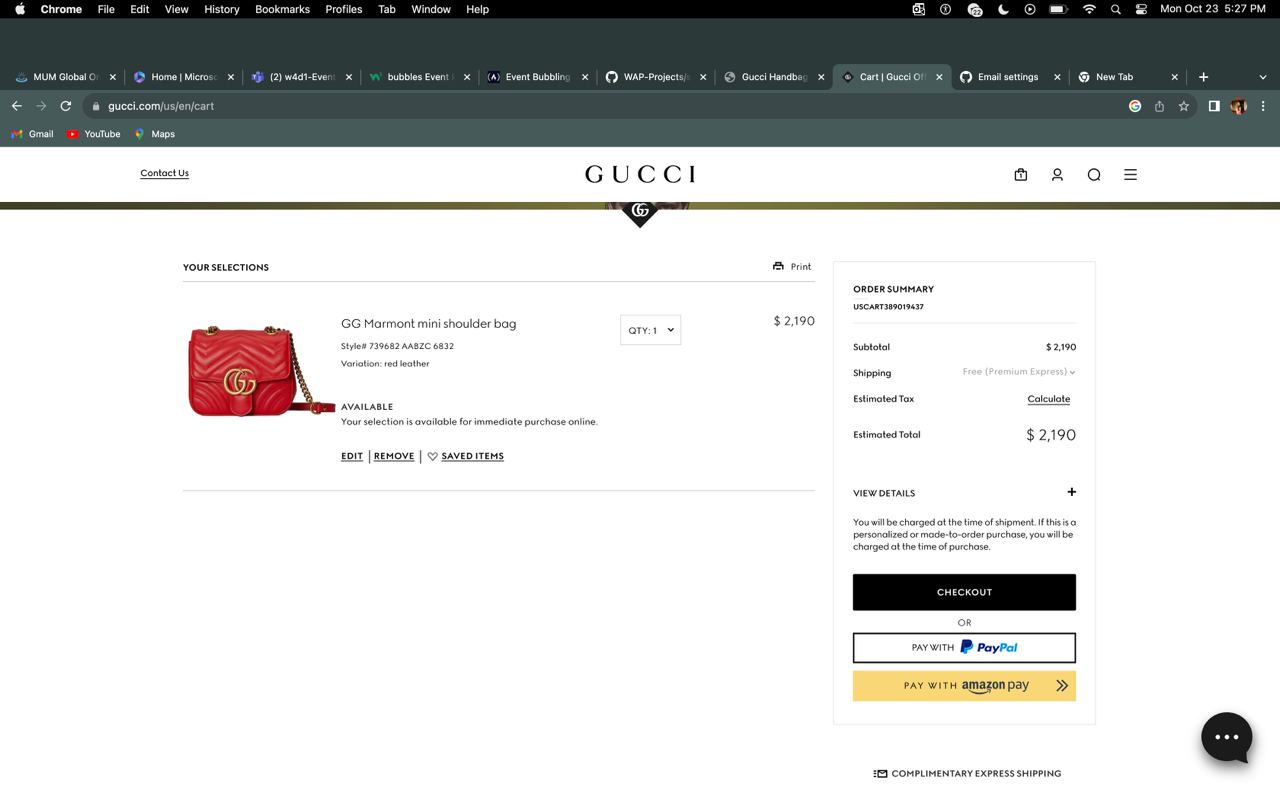 Chrome File Edit View History Bookmarks Profiles Tab Window Help
22 Mon Oct 23 5:27 PM
MUM Global O
Home | Microso
(2) w4d1-Event
bubbles Event
Event Bubbling
WAP-Projects/
Gucci Handbag
Cart | Gucci Of
Email settings
New Tab
gucci.com/us/en/cart
Gmail YouTube Maps
Contact Us
GUCCI
1
GG
YOUR SELECTIONS
Print
GG Marmont mini shoulder bag
Style# 739682 AABZC 6832
Variation: red leather
QTY: 1
$ 2,190
AVAILABLE
Your selection is available for immediate purchase online.
EDIT | REMOVE | SAVED ITEMS
ORDER SUMMARY
USCART389019437
Subtotal $ 2,190
Shipping Free (Premium Express)
Estimated Tax Calculate
Estimated Total $ 2,190
VIEW DETAILS +
You will be charged at the time of shipment. If this is a
personalized or made-to-order purchase, you will be
charged at the time of purchase.
CHECKOUT
OR
PAY WITH PayPal
PAY WITH amazon pay
COMPLIMENTARY EXPRESS SHIPPING